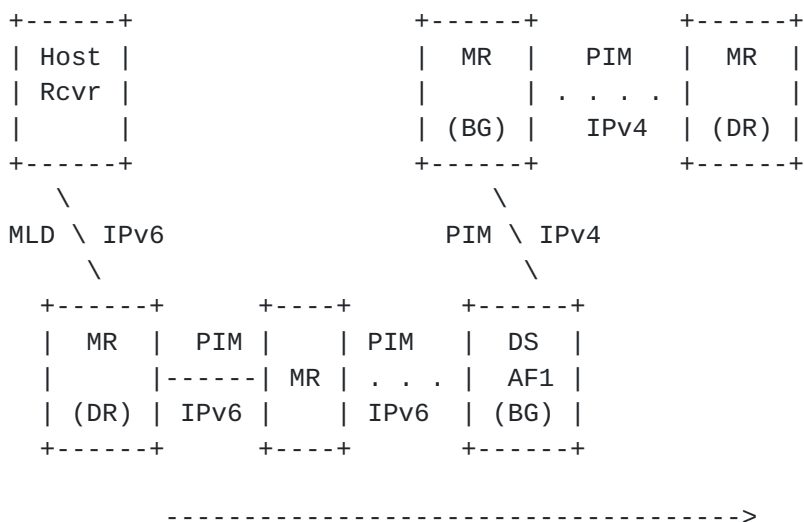 +------+                  +------+         +------+
| Host |                  |  MR  |   PIM   |  MR  |
| Rcvr |                  |      | . . . . |      |
|      |                  | (BG) |   IPv4  | (DR) |
+------+                  +------+         +------+
   \                           \
MLD \ IPv6                  PIM \ IPv4
     \                           \
  +------+      +----+       +------+
  |  MR  |  PIM |    | PIM   |  DS  |
  |      |------| MR | . . . |  AF1 |
  | (DR) | IPv6 |    | IPv6  | (BG) |
  +------+      +----+       +------+
          ------------------------------------->